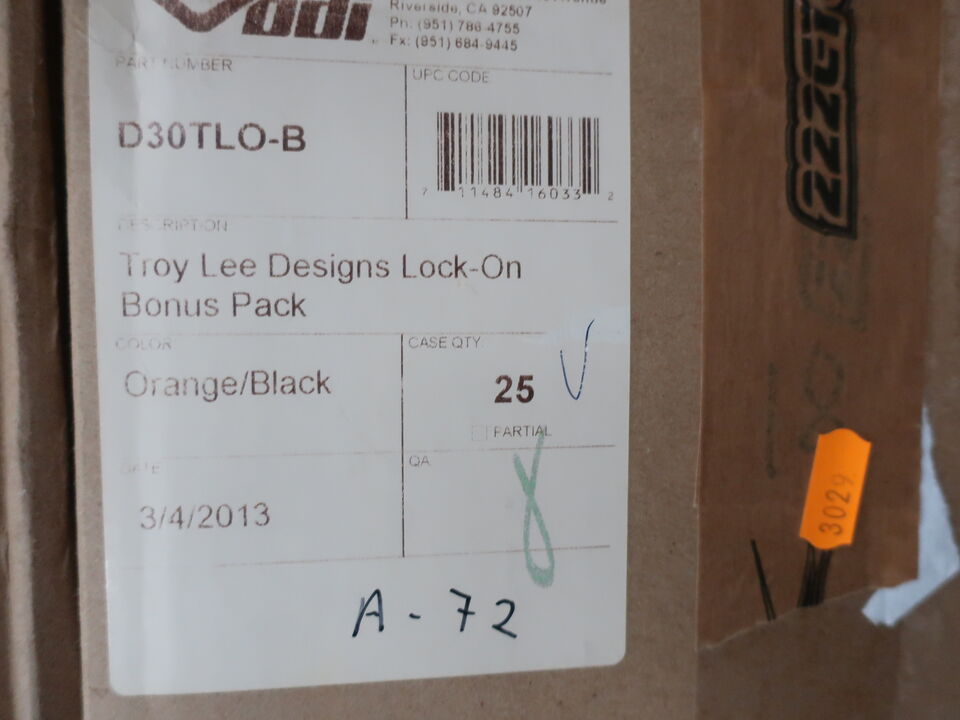 odi
Riverside, CA 92507
Ph: (951) 786-4755
Fx: (951) 684-9445
PART NUMBER
UPC CODE
D30TLO-B
7 11484 16033 2
DESCRIPTION
Troy Lee Designs Lock-On
Bonus Pack
COLOR
CASE QTY
Orange/Black
25
PARTIAL
DATE
QA
3/4/2013
A-72
3029